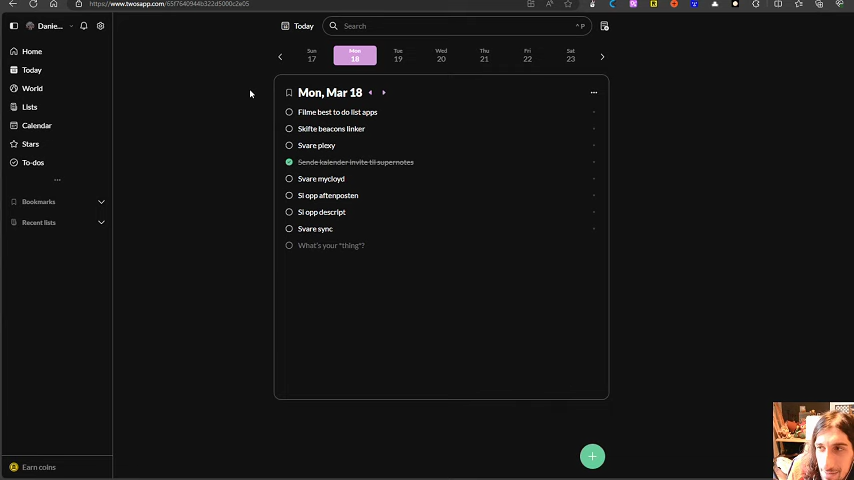 https://www.twosapp.com/65f7640944b322d5000c2e05
Danie...
Today
Search
^ P
Home
Today
World
Lists
Calendar
Stars
To-dos
...
Bookmarks
Recent lists
Sun
17
Mon
18
Tue
19
Wed
20
Thu
21
Fri
22
Sat
23
Mon, Mar 18
Filme best to do list apps
Skifte beacons linker
Svare plexy
Sende kalender invite til supernotes
Svare mycloyd
Si opp aftenposten
Si opp descript
Svare sync
What's your "thing"?
Earn coins